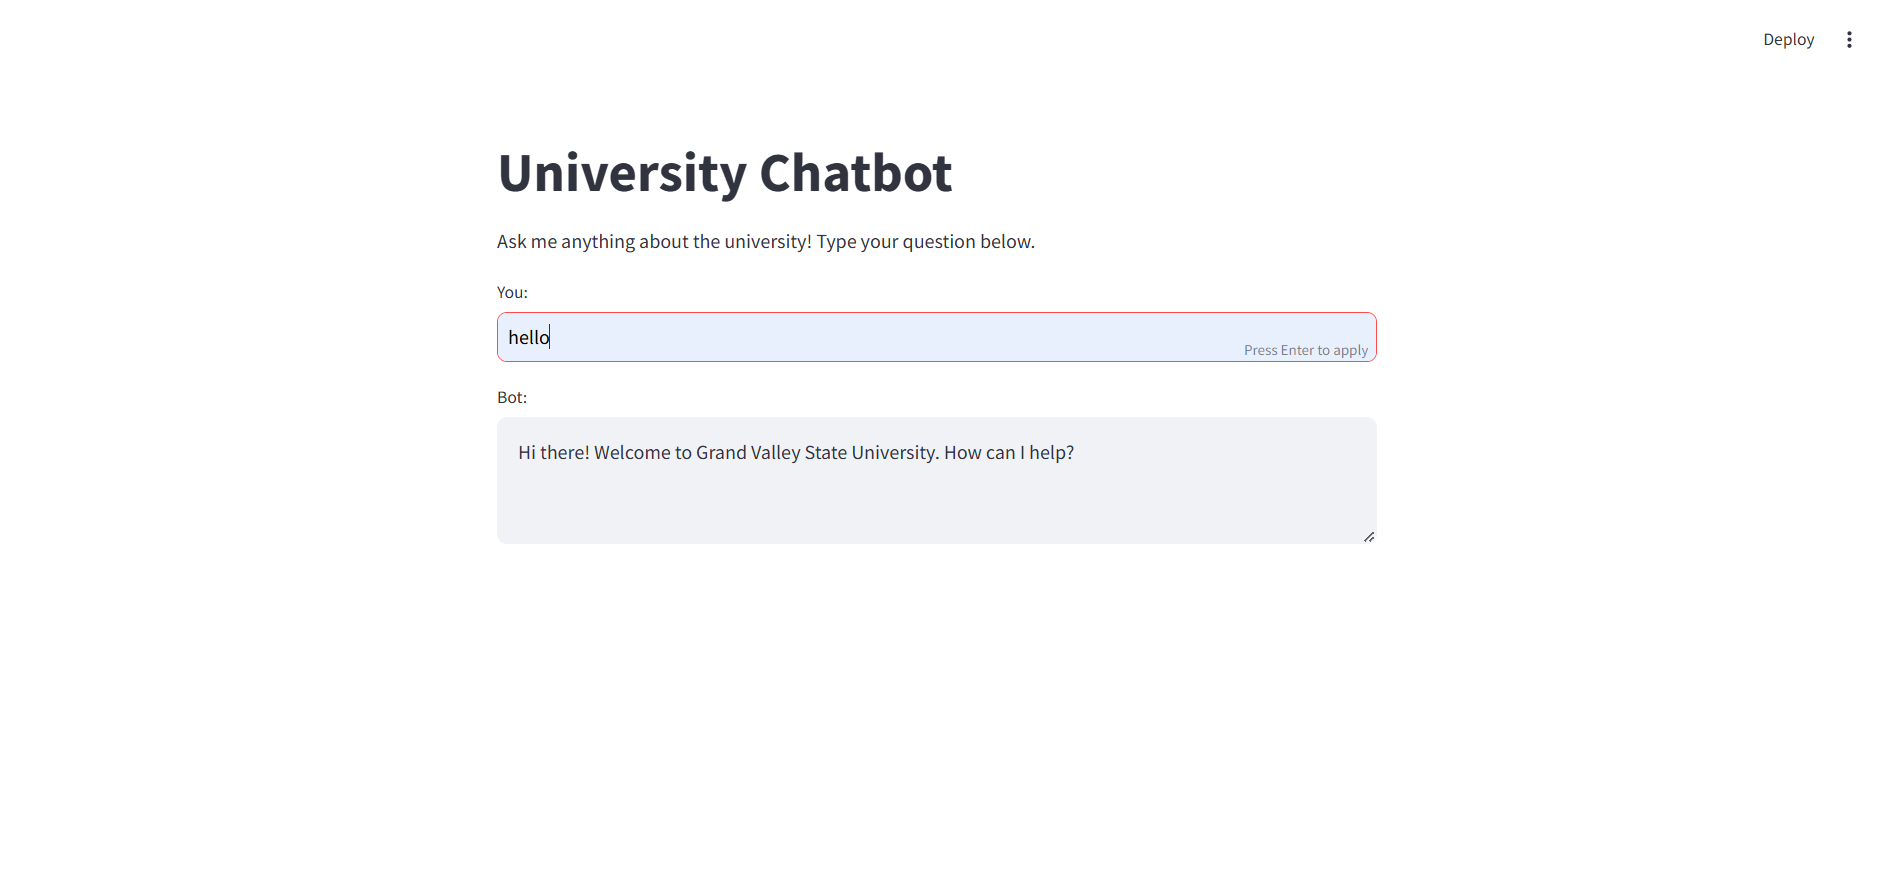 Deploy
University Chatbot
Ask me anything about the university! Type your question below.
You:
hello
Press Enter to apply
Bot:
Hi there! Welcome to Grand Valley State University. How can I help?